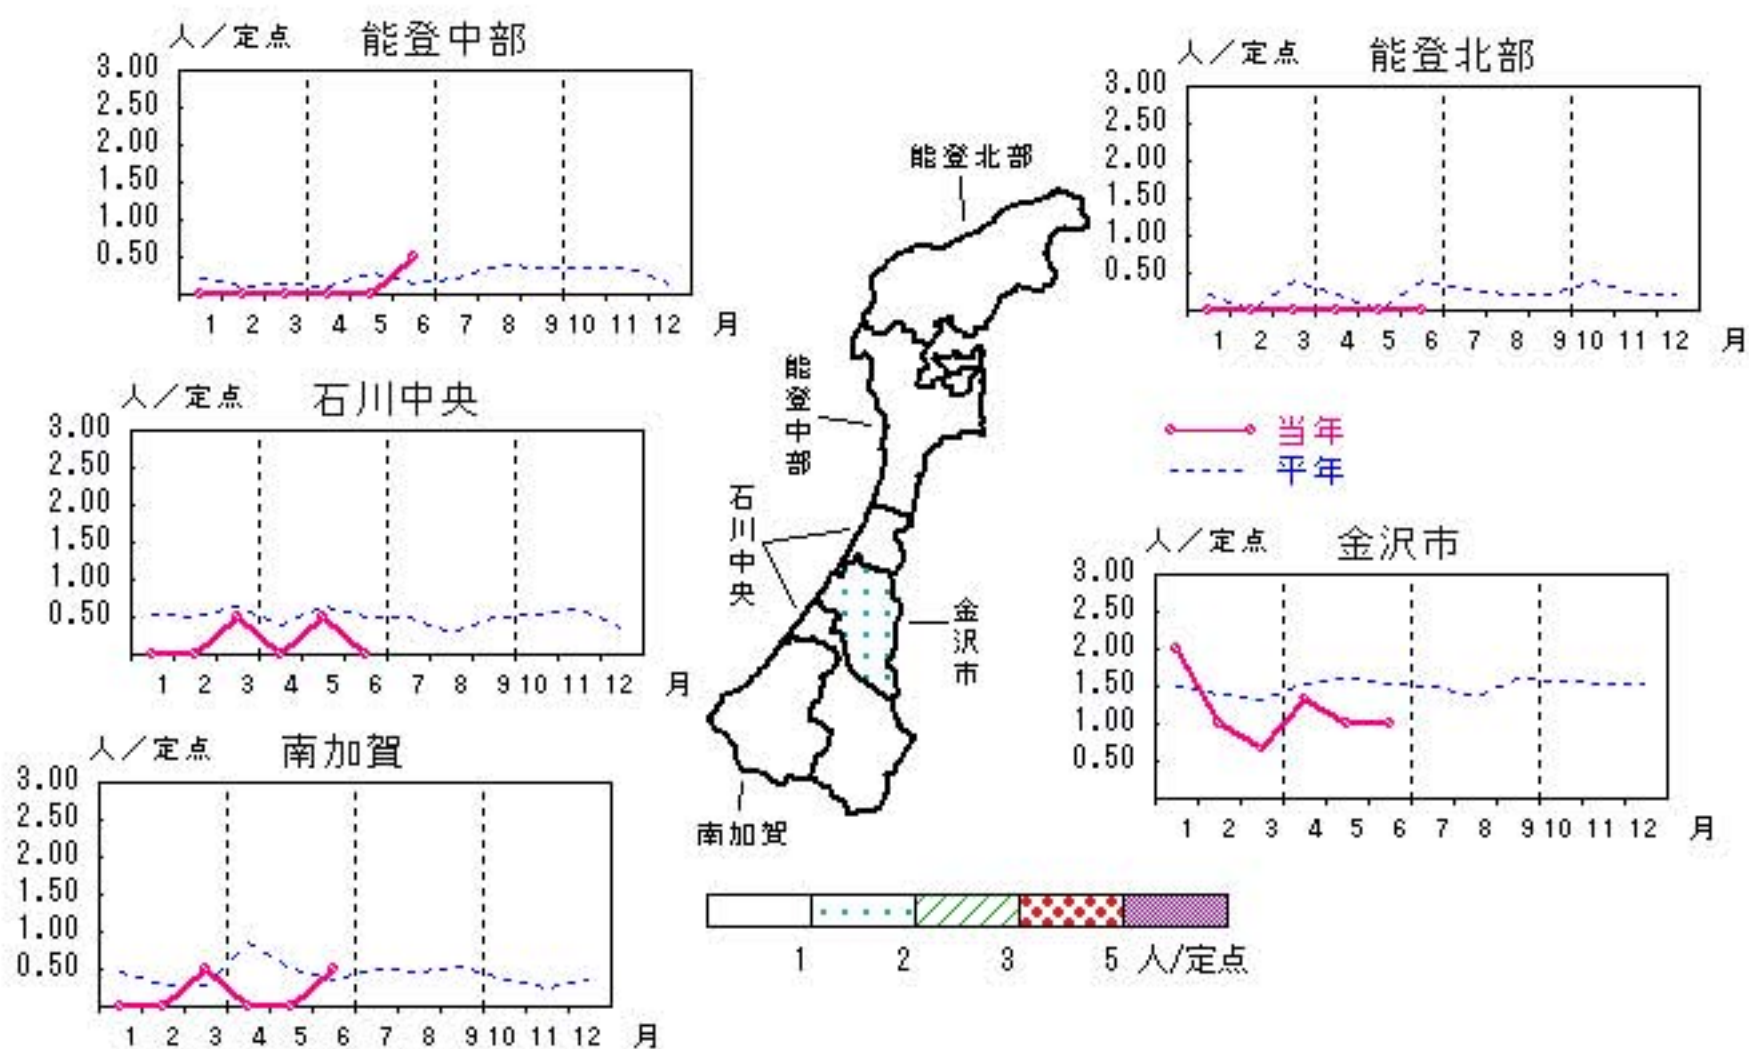 人/定点 能登中部
3.00
2.50
2.00
1.50
1.00
0.50
1 2 3 4 5 6 7 8 9 10 11 12 月
人/定点 能登北部
3.00
2.50
2.00
1.50
1.00
0.50
1 2 3 4 5 6 7 8 9 10 11 12 月
人/定点 石川中央
3.00
2.50
2.00
1.50
1.00
0.50
1 2 3 4 5 6 7 8 9 10 11 12 月
能登北部
能登中部
石川中央
金沢市
南加賀
当年
平年
人/定点 金沢市
3.00
2.50
2.00
1.50
1.00
0.50
1 2 3 4 5 6 7 8 9 10 11 12 月
人/定点 南加賀
3.00
2.50
2.00
1.50
1.00
0.50
1 2 3 4 5 6 7 8 9 10 11 12 月
1 2 3 5 人/定点